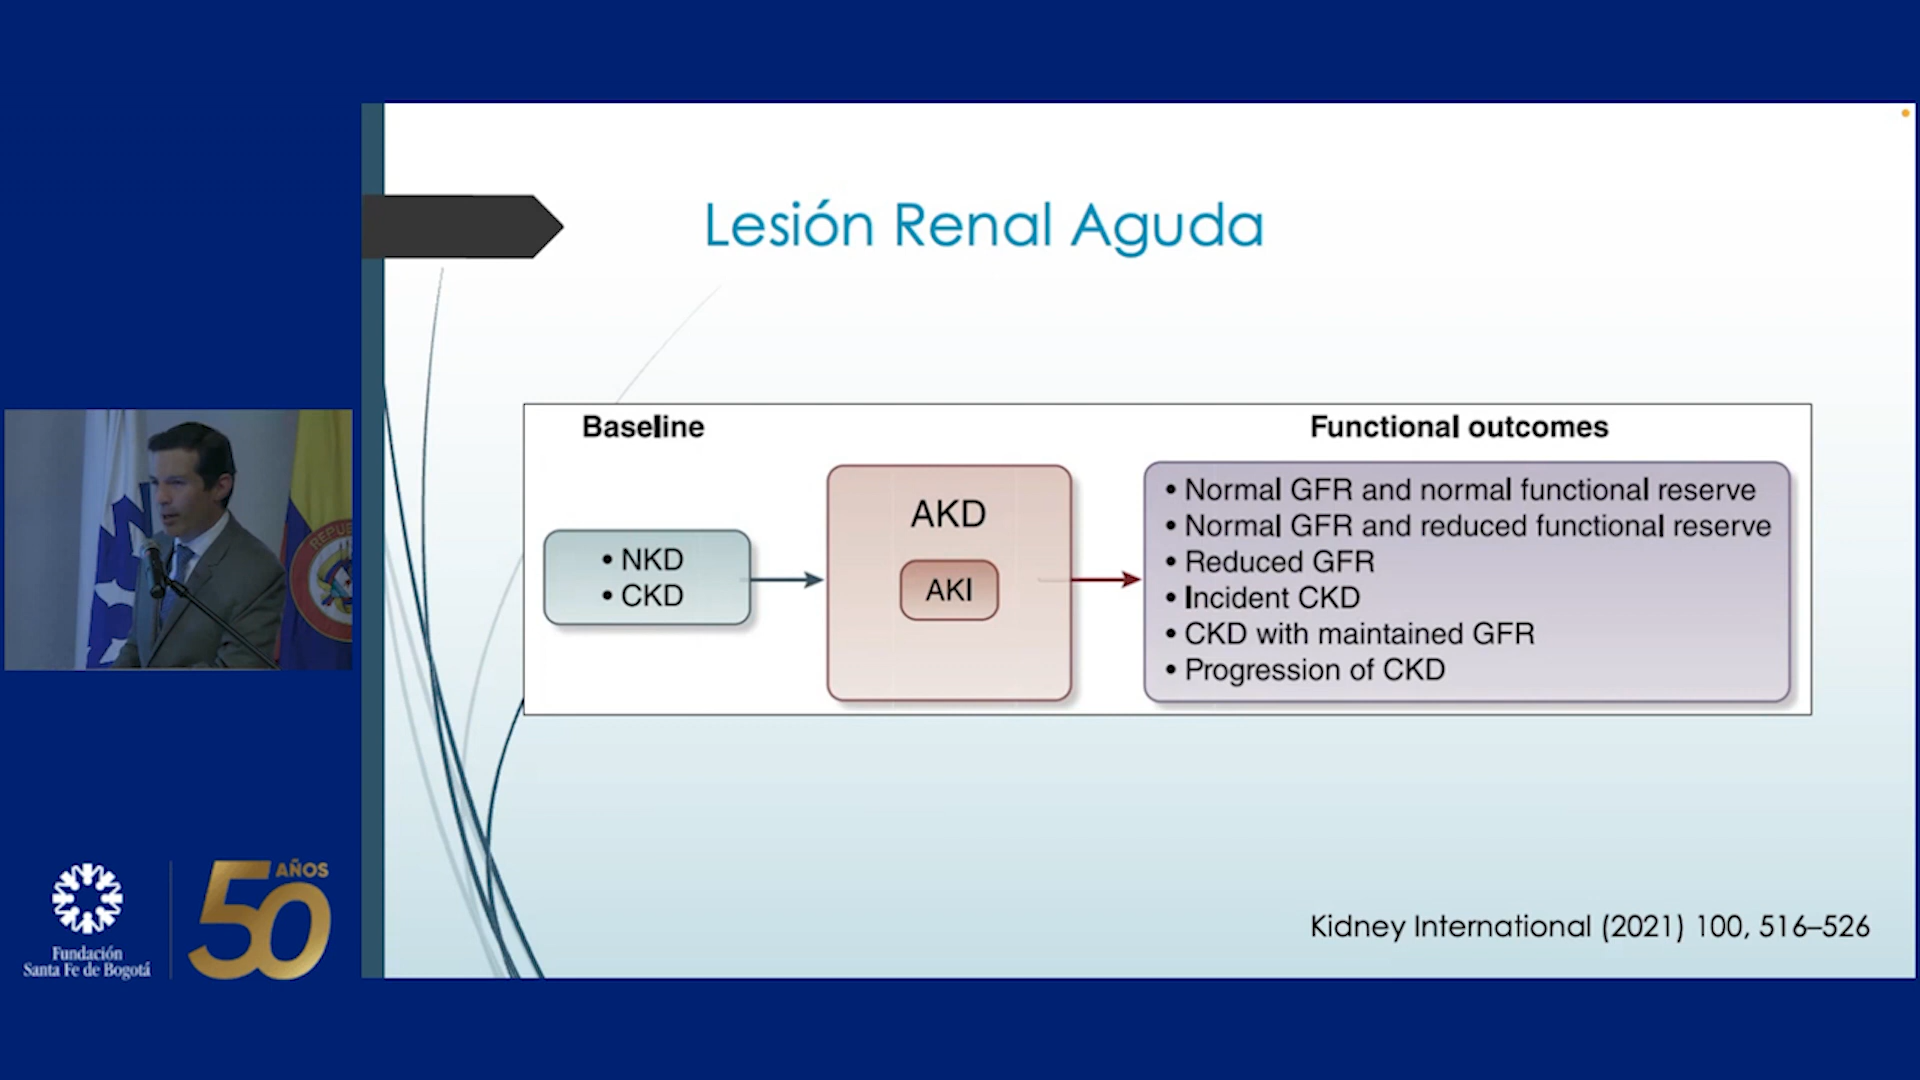 Lesión Renal Aguda
Baseline
Functional outcomes
• NKD
• CKD
AKD
AKI
• Normal GFR and normal functional reserve
• Normal GFR and reduced functional reserve
• Reduced GFR
• Incident CKD
• CKD with maintained GFR
• Progression of CKD
Kidney International (2021) 100, 516–526
REPU
Fundación
Santa Fe de Bogotá
50 AÑOS